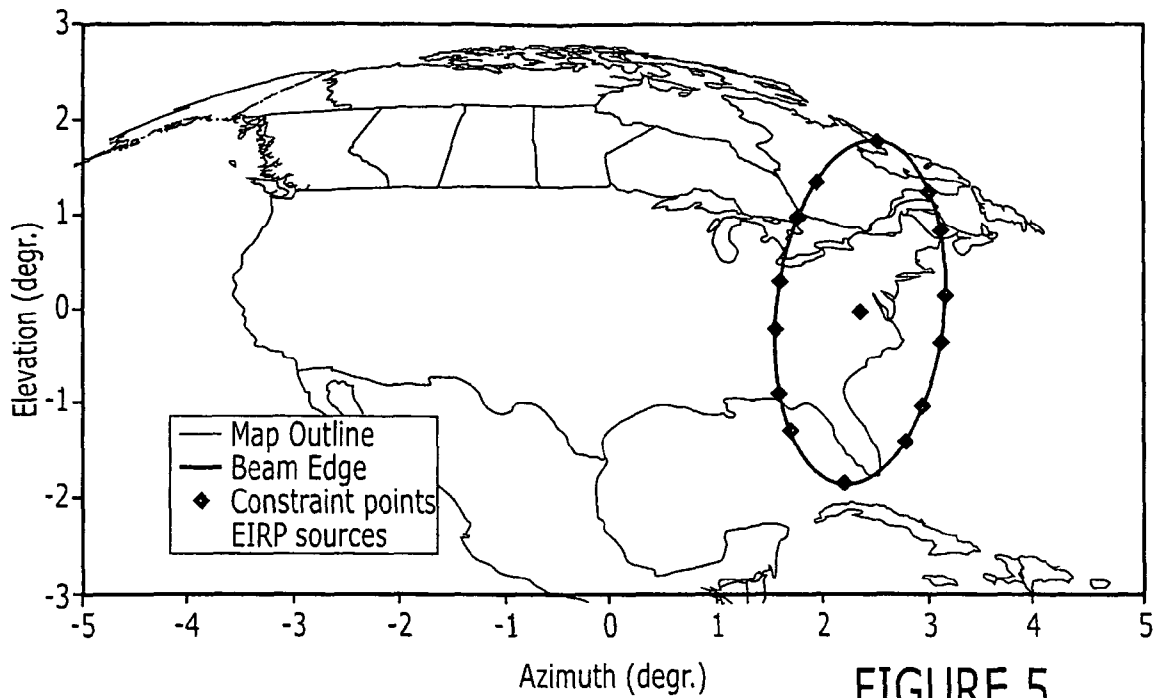 3
2
1
0
-1
-2
-3
Elevation (degr.)
Map Outline
Beam Edge
Constraint points
EIRP sources
-5 -4 -3 -2 -1 0 1 2 3 4 5
Azimuth (degr.)
FIGURE 5